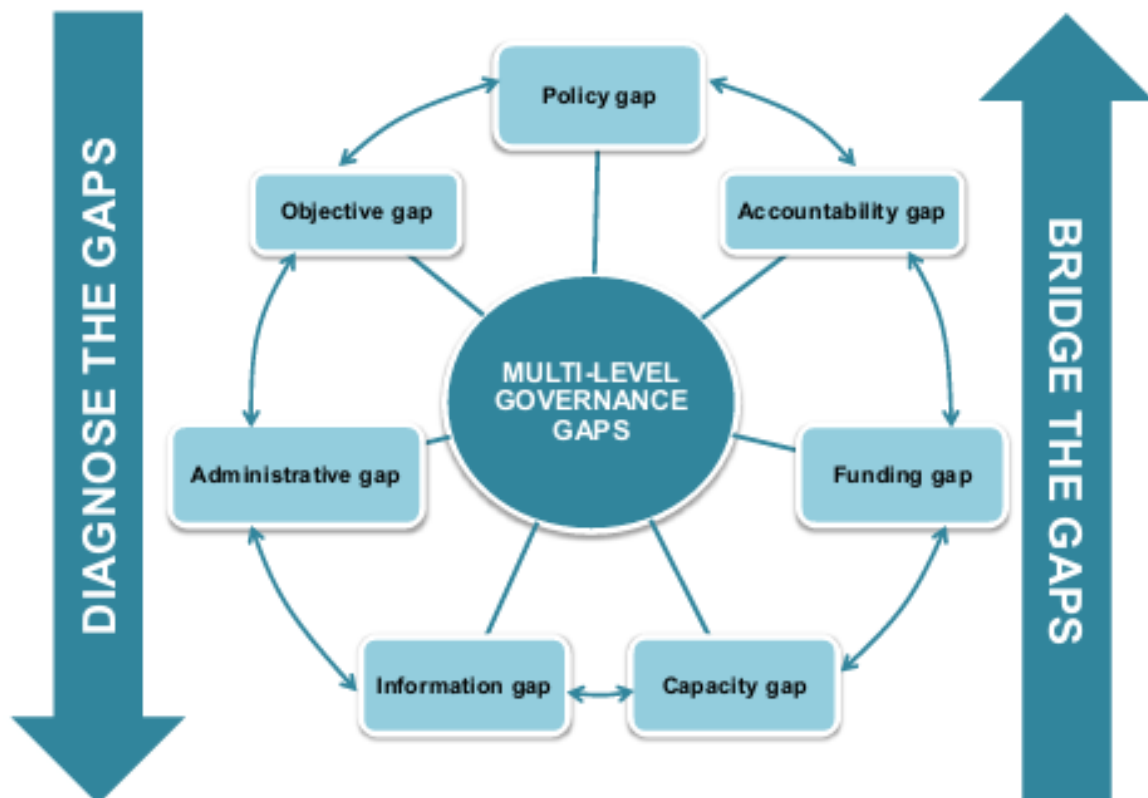 DIAGNOSE THE GAPS
Policy gap
Objective gap
Accountability gap
MULTI-LEVEL
GOVERNANCE
GAPS
Administrative gap
Funding gap
Information gap
Capacity gap
BRIDGE THE GAPS